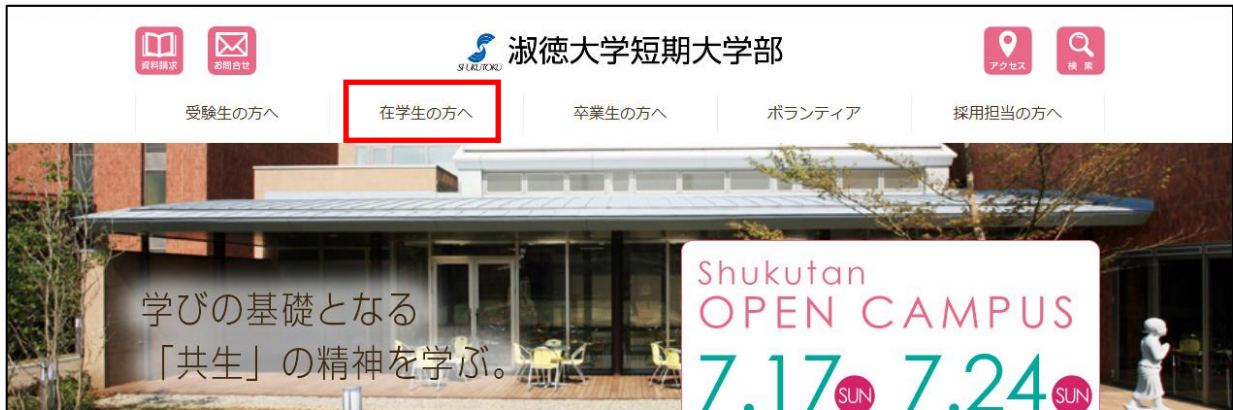 資料請求
お問合せ
SHUKUTOKU
淑徳大学短期大学部
アクセス
検 索
受験生の方へ
在学生の方へ
卒業生の方へ
ボランティア
採用担当の方へ
学びの基礎となる
「共生」の精神を学ぶ。
Shukutan
OPEN CAMPUS
7.17 SUN 7.24 SUN